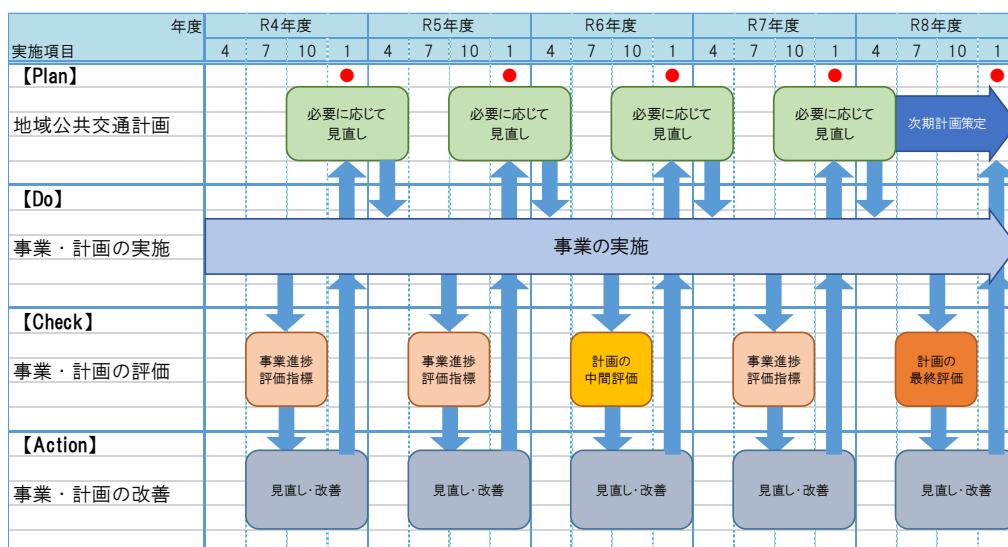 年度 R4年度 R5年度 R6年度 R7年度 R8年度
実施項目 4 7 10 1 4 7 10 1 4 7 10 1 4 7 10 1 4 7 10 1
【Plan】
地域公共交通計画
必要に応じて
見直し
必要に応じて
見直し
必要に応じて
見直し
必要に応じて
見直し
次期計画策定
【Do】
事業・計画の実施
事業の実施
【Check】
事業・計画の評価
事業進捗
評価指標
事業進捗
評価指標
計画の
中間評価
事業進捗
評価指標
計画の
最終評価
【Action】
事業・計画の改善
見直し・改善
見直し・改善
見直し・改善
見直し・改善
見直し・改善